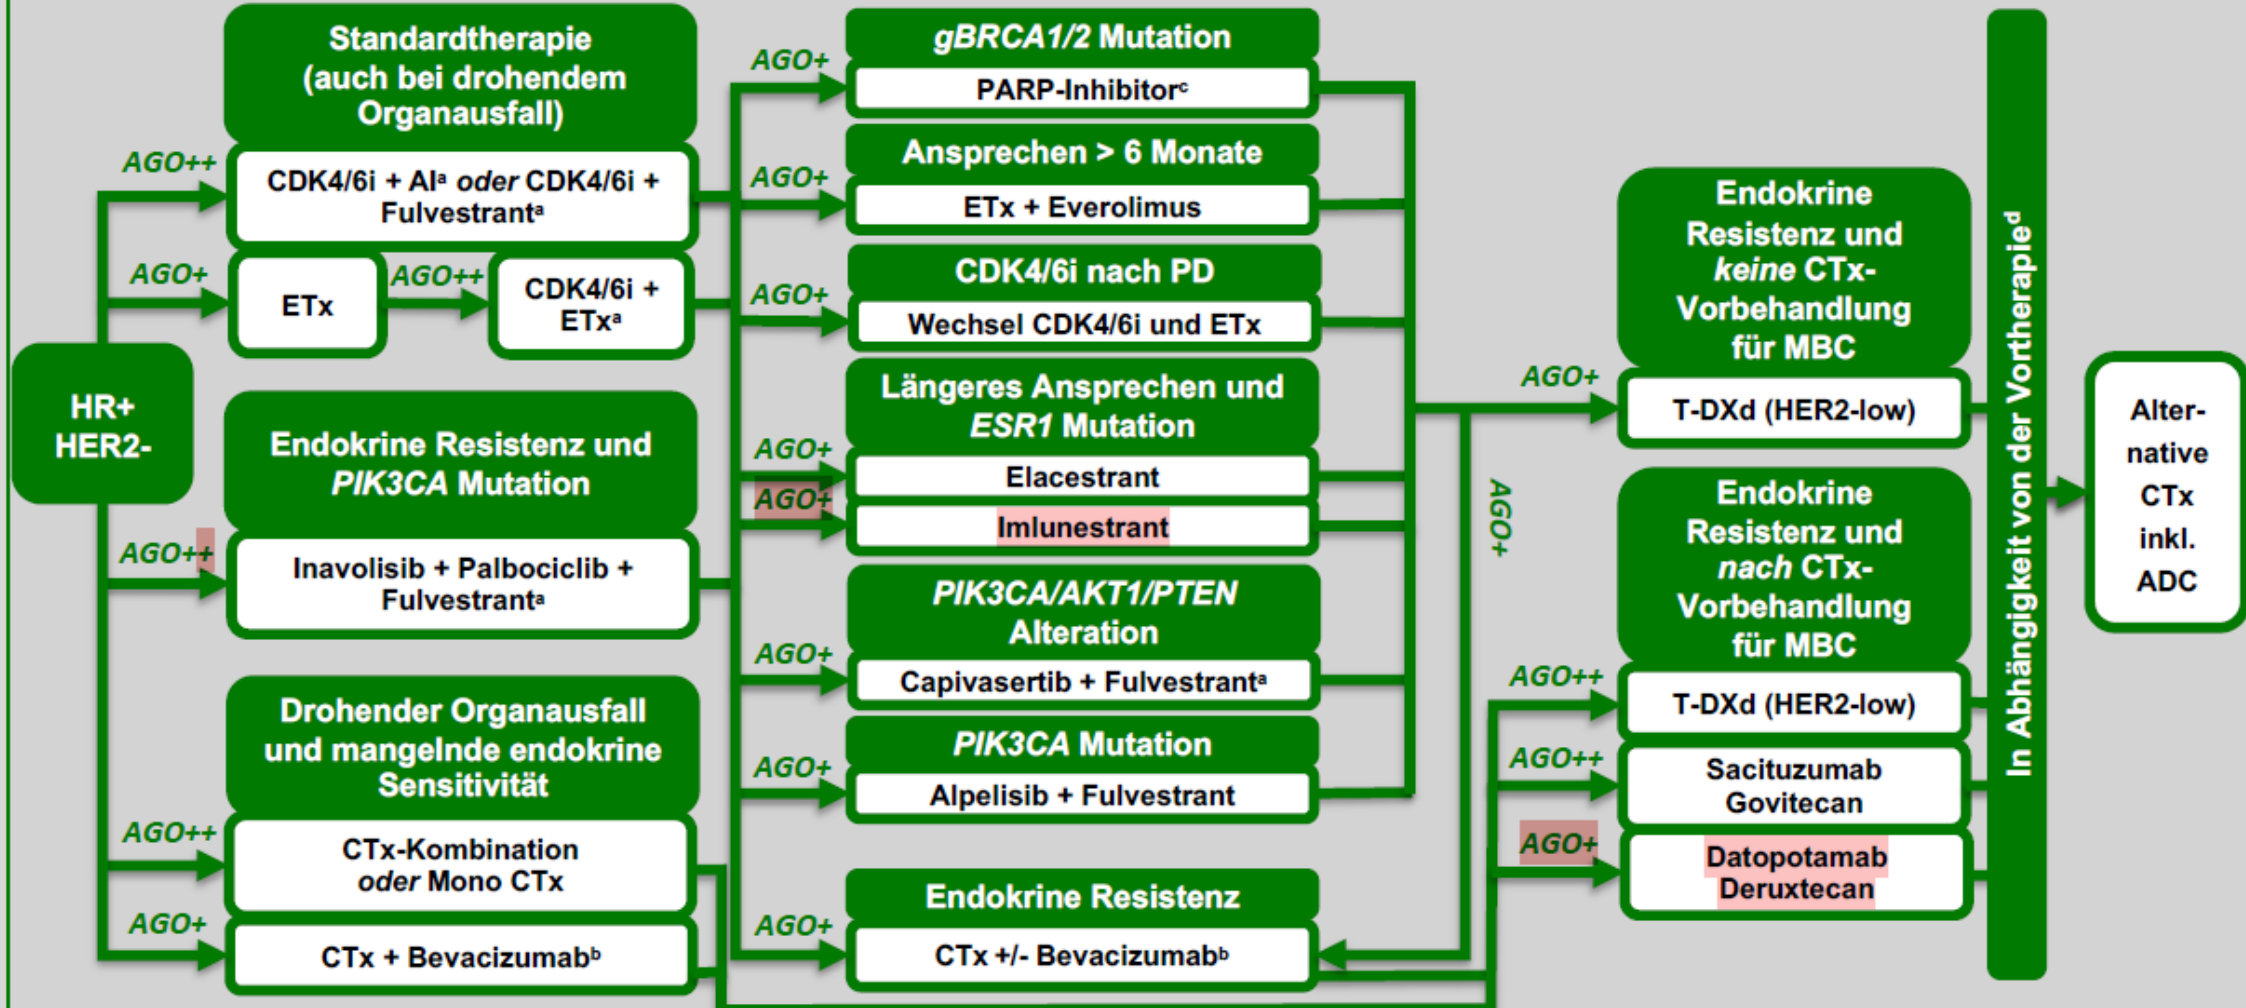 HR+
HER2-
Standardtherapie
(auch bei drohendem
Organausfall)
AGO++
CDK4/6i + AIᵃ oder CDK4/6i +
Fulvestrantᵃ
AGO+
ETx
AGO++
CDK4/6i +
ETxᵃ
Endokrine Resistenz und
PIK3CA Mutation
AGO++
Inavolisib + Palbociclib +
Fulvestrantᵃ
Drohender Organausfall
und mangelnde endokrine
Sensitivität
AGO++
CTx-Kombination
oder Mono CTx
AGO+
CTx + Bevacizumabᵇ
gBRCA1/2 Mutation
AGO+
PARP-Inhibitorᶜ
Ansprechen > 6 Monate
AGO+
ETx + Everolimus
CDK4/6i nach PD
AGO+
Wechsel CDK4/6i und ETx
Längeres Ansprechen und
ESR1 Mutation
AGO+
Elacestrant
AGO+
Imlunestrant
PIK3CA/AKT1/PTEN
Alteration
AGO+
Capivasertib + Fulvestrantᵃ
PIK3CA Mutation
AGO+
Alpelisib + Fulvestrant
Endokrine Resistenz
AGO+
CTx +/- Bevacizumabᵇ
AGO+
Endokrine
Resistenz und
keine CTx-
Vorbehandlung
für MBC
AGO+
T-DXd (HER2-low)
Endokrine
Resistenz und
nach CTx-
Vorbehandlung
für MBC
AGO++
T-DXd (HER2-low)
AGO++
Sacituzumab
Govitecan
AGO+
Datopotamab
Deruxtecan
In Abhängigkeit von der Vortherapieᵈ
Alter-
native
CTx
inkl.
ADC